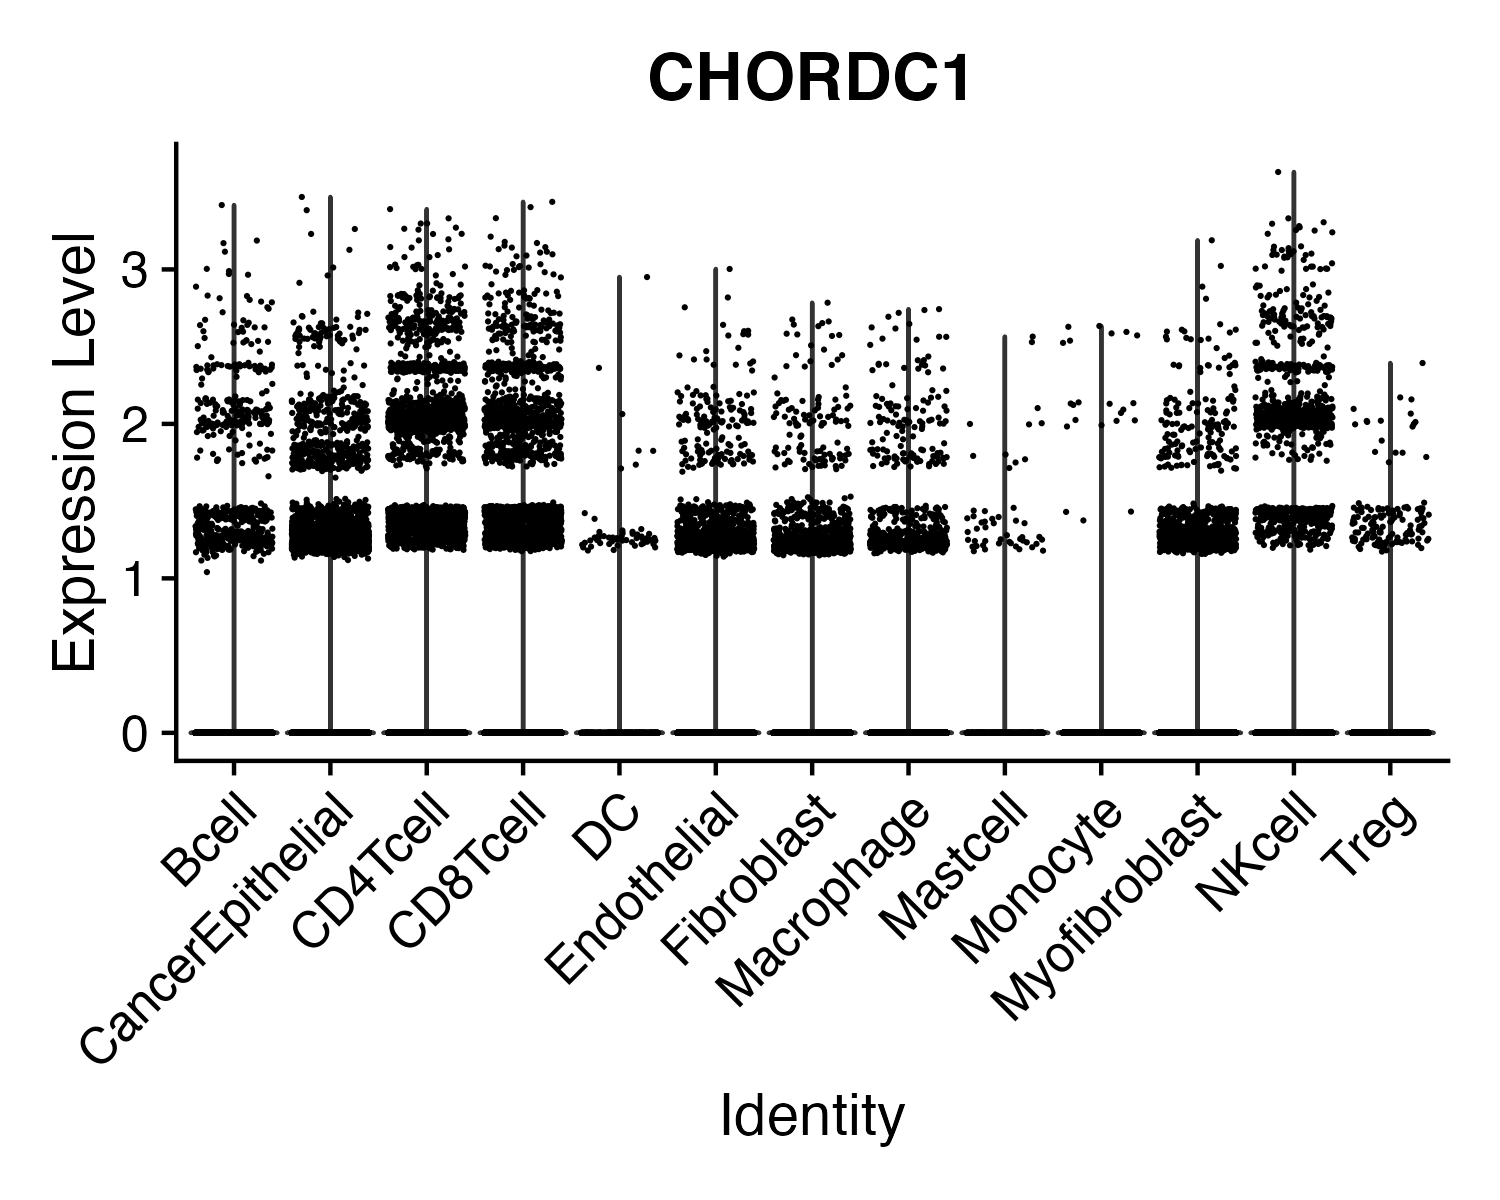 CHORDC1
Expression Level
3
2
1
0
Bcell
CancerEpithelial
CD4Tcell
CD8Tcell
DC
Endothelial
Fibroblast
Macrophage
Mastcell
Monocyte
Myofibroblast
NKcell
Treg
Identity